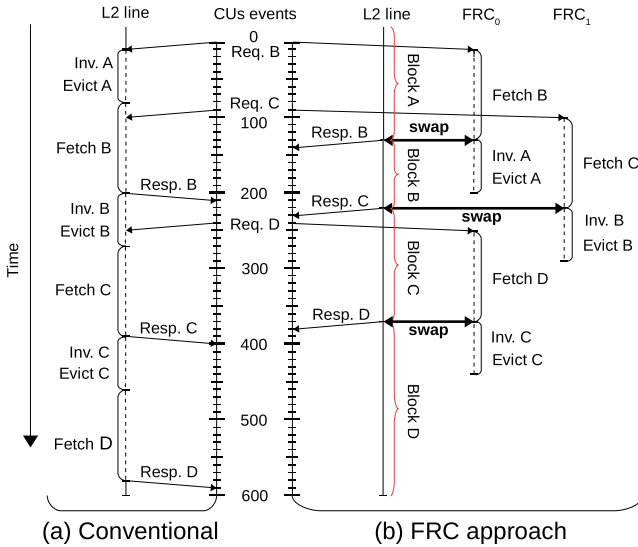 L2 line CUs events L2 line FRC0 FRC1
0
Req. B
Inv. A
Evict A
Block A
Fetch B
Req. C
100
Resp. B
swap
Fetch B
Block B
Inv. A
Evict A
Fetch C
Resp. B
200
Resp. C
swap
Inv. B
Evict B
Req. D
Inv. B
Evict B
Time
300
Block C
Fetch D
Fetch C
Resp. C
Resp. D
swap
400
Inv. C
Evict C
Inv. C
Evict C
Block D
500
Fetch D
Resp. D
600
(a) Conventional (b) FRC approach